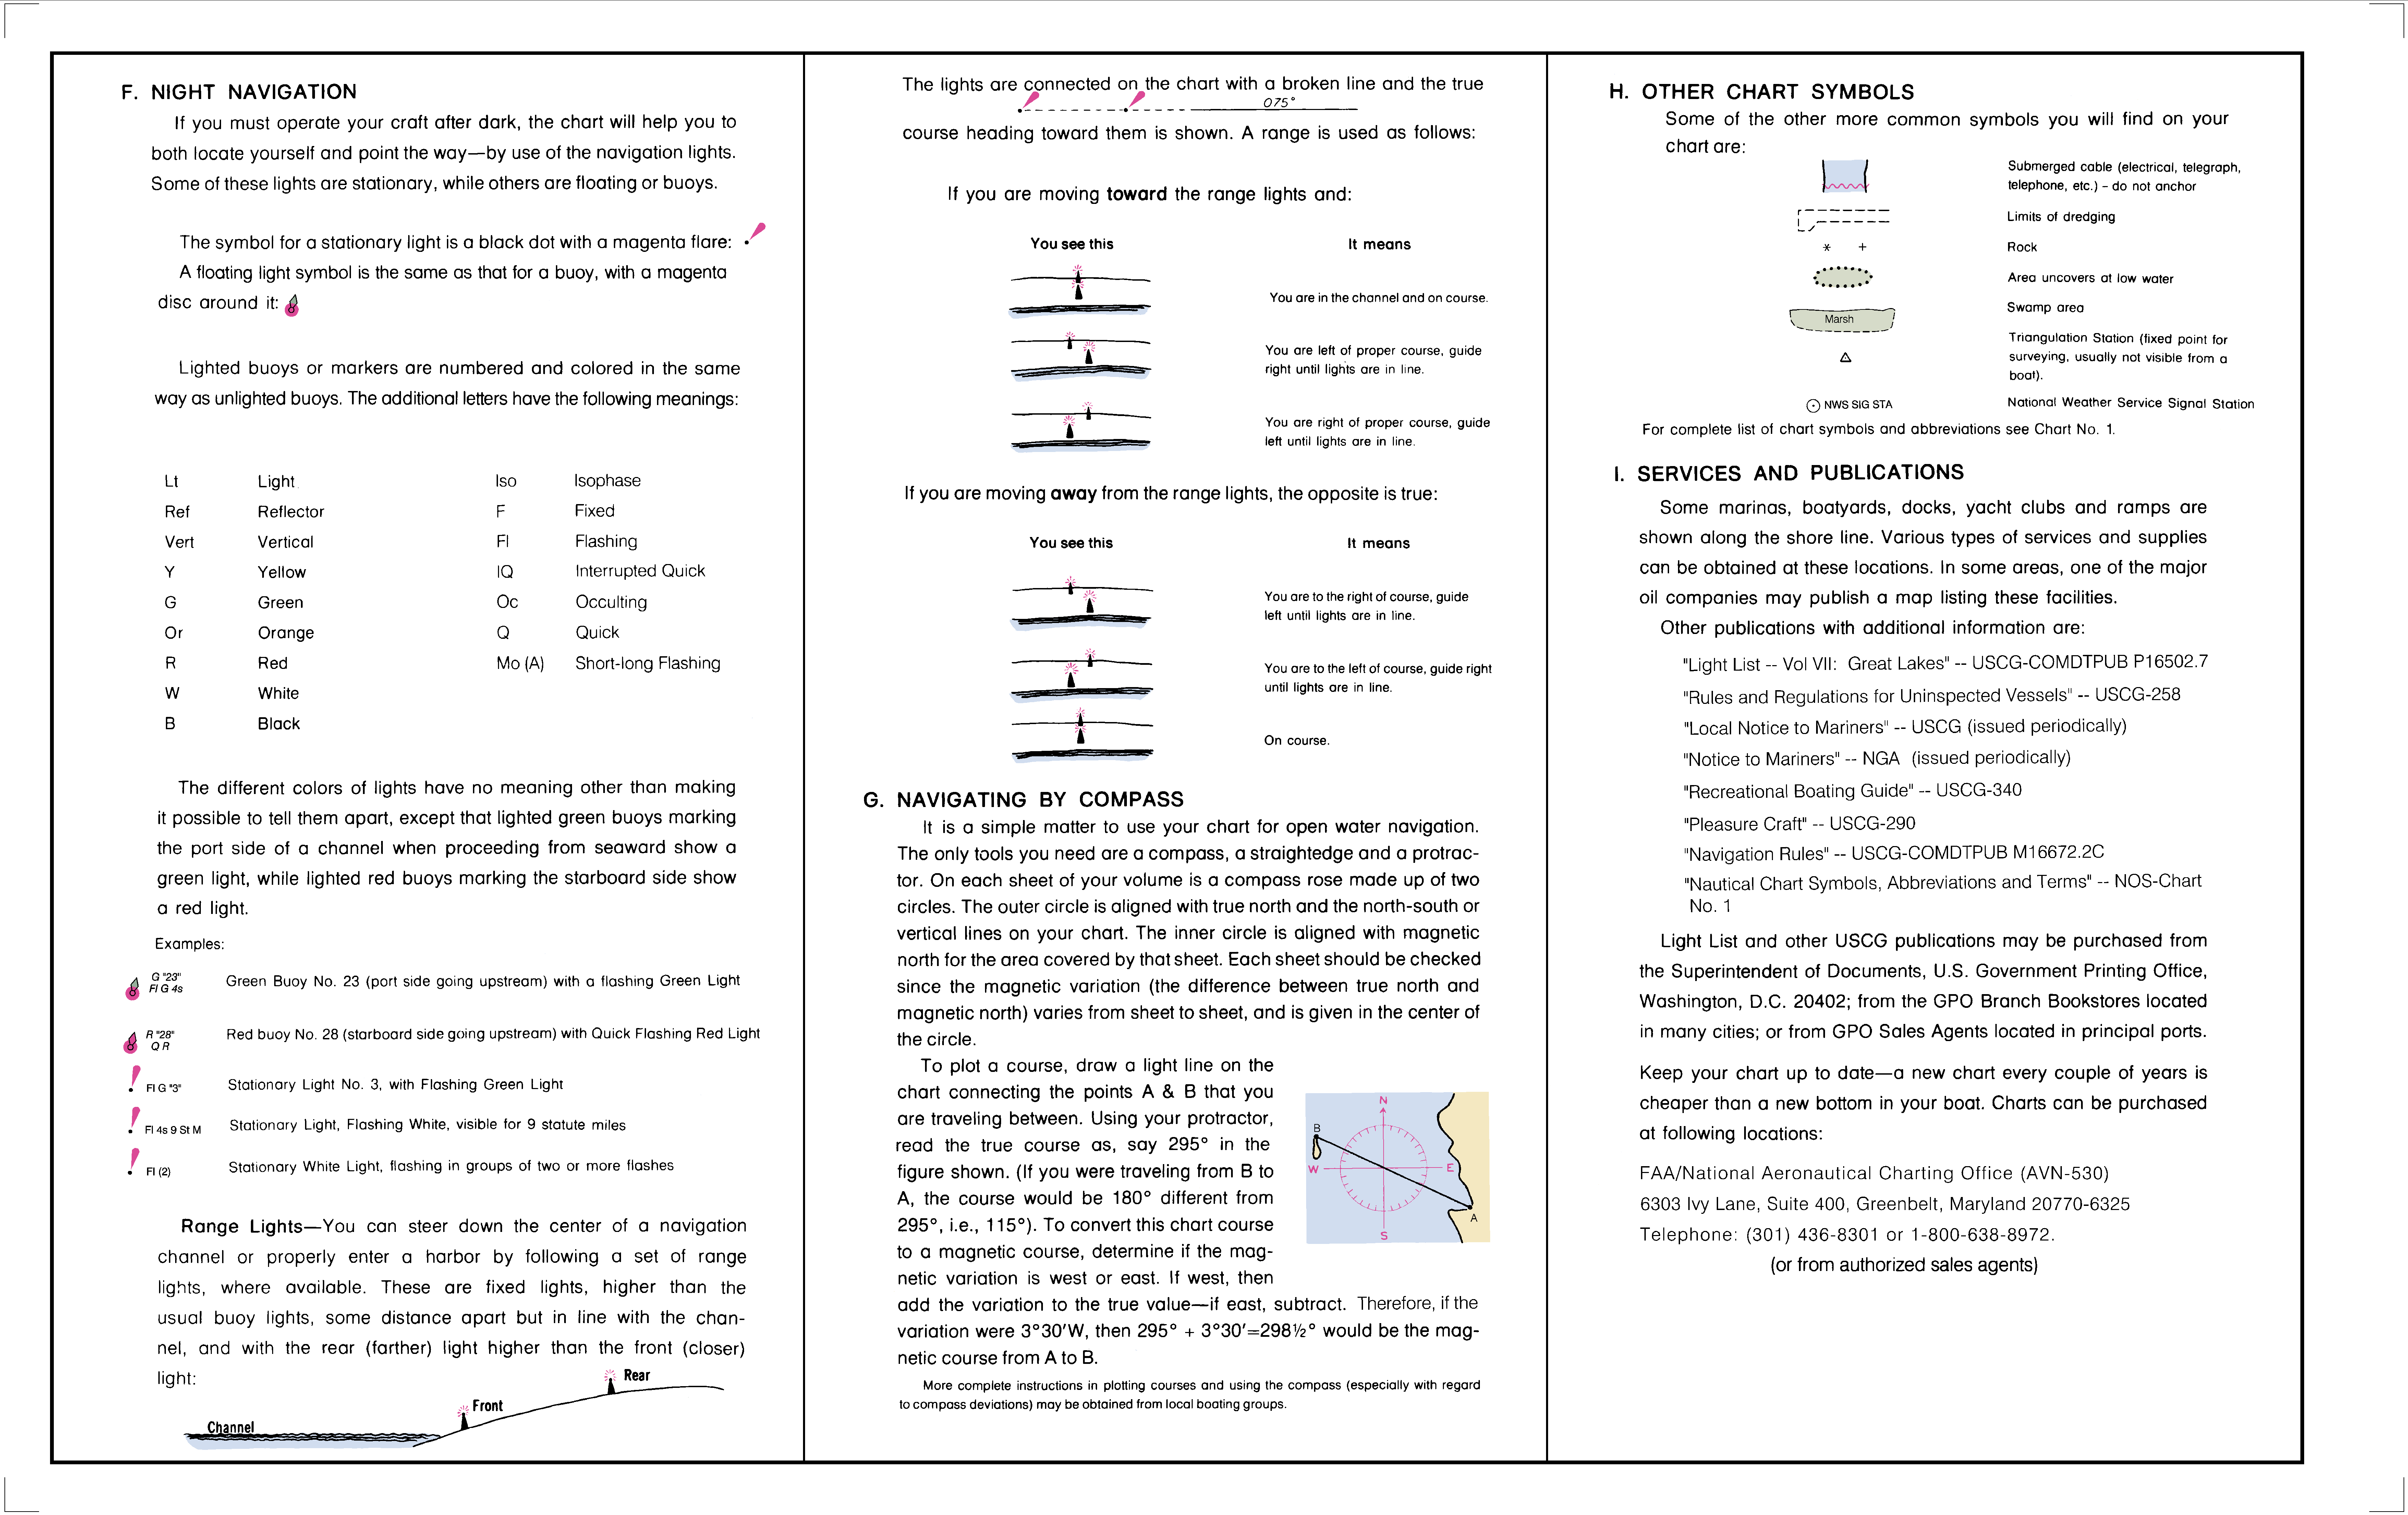 F. NIGHT NAVIGATION
If you must operate your craft after dark, the chart will help you to
both locate yourself and point the way—by use of the navigation lights.
Some of these lights are stationary, while others are floating or buoys.
The symbol for a stationary light is a black dot with a magenta flare:
A floating light symbol is the same as that for a buoy, with a magenta
disc around it:
Lighted buoys or markers are numbered and colored in the same
way as unlighted buoys. The additional letters have the following meanings:
Lt Light Iso Isophase
Ref Reflector F Fixed
Vert Vertical Fl Flashing
Y Yellow IQ Interrupted Quick
G Green Oc Occulting
Or Orange Q Quick
R Red Mo (A) Short-long Flashing
W White
B Black
The different colors of lights have no meaning other than making
it possible to tell them apart, except that lighted green buoys marking
the port side of a channel when proceeding from seaward show a
green light, while lighted red buoys marking the starboard side show
a red light.
Examples:
G "23"
Fl G 4s
Green Buoy No. 23 (port side going upstream) with a flashing Green Light
R "28"
Q R
Red buoy No. 28 (starboard side going upstream) with Quick Flashing Red Light
Fl G "3" Stationary Light No. 3, with Flashing Green Light
Fl 4s 9 St M Stationary Light, Flashing White, visible for 9 statute miles
Fl (2) Stationary White Light, flashing in groups of two or more flashes
Range Lights—You can steer down the center of a navigation
channel or properly enter a harbor by following a set of range
lights, where available. These are fixed lights, higher than the
usual buoy lights, some distance apart but in line with the chan-
nel, and with the rear (farther) light higher than the front (closer)
light:
Rear
Front
Channel
The lights are connected on the chart with a broken line and the true
075°
course heading toward them is shown. A range is used as follows:
If you are moving toward the range lights and:
You see this It means
You are in the channel and on course.
You are left of proper course, guide
right until lights are in line.
You are right of proper course, guide
left until lights are in line.
If you are moving away from the range lights, the opposite is true:
You see this It means
You are to the right of course, guide
left until lights are in line.
You are to the left of course, guide right
until lights are in line.
On course.
G. NAVIGATING BY COMPASS
It is a simple matter to use your chart for open water navigation.
The only tools you need are a compass, a straightedge and a protrac-
tor. On each sheet of your volume is a compass rose made up of two
circles. The outer circle is aligned with true north and the north-south or
vertical lines on your chart. The inner circle is aligned with magnetic
north for the area covered by that sheet. Each sheet should be checked
since the magnetic variation (the difference between true north and
magnetic north) varies from sheet to sheet, and is given in the center of
the circle.
To plot a course, draw a light line on the
chart connecting the points A & B that you
are traveling between. Using your protractor,
read the true course as, say 295° in the
figure shown. (If you were traveling from B to
A, the course would be 180° different from
295°, i.e., 115°). To convert this chart course
to a magnetic course, determine if the mag-
netic variation is west or east. If west, then
add the variation to the true value—if east, subtract. Therefore, if the
variation were 3°30'W, then 295° + 3°30'=298½° would be the mag-
netic course from A to B.
N
B
W E
A
S
More complete instructions in plotting courses and using the compass (especially with regard
to compass deviations) may be obtained from local boating groups.
H. OTHER CHART SYMBOLS
Some of the other more common symbols you will find on your
chart are:
Submerged cable (electrical, telegraph,
telephone, etc.) – do not anchor
Limits of dredging
* + Rock
Area uncovers at low water
Marsh Swamp area
Triangulation Station (fixed point for
surveying, usually not visible from a
boat).
NWS SIG STA National Weather Service Signal Station
For complete list of chart symbols and abbreviations see Chart No. 1.
I. SERVICES AND PUBLICATIONS
Some marinas, boatyards, docks, yacht clubs and ramps are
shown along the shore line. Various types of services and supplies
can be obtained at these locations. In some areas, one of the major
oil companies may publish a map listing these facilities.
Other publications with additional information are:
"Light List -- Vol VII: Great Lakes" -- USCG-COMDTPUB P16502.7
"Rules and Regulations for Uninspected Vessels" -- USCG-258
"Local Notice to Mariners" -- USCG (issued periodically)
"Notice to Mariners" -- NGA (issued periodically)
"Recreational Boating Guide" -- USCG-340
"Pleasure Craft" -- USCG-290
"Navigation Rules" -- USCG-COMDTPUB M16672.2C
"Nautical Chart Symbols, Abbreviations and Terms" -- NOS-Chart
No. 1
Light List and other USCG publications may be purchased from
the Superintendent of Documents, U.S. Government Printing Office,
Washington, D.C. 20402; from the GPO Branch Bookstores located
in many cities; or from GPO Sales Agents located in principal ports.
Keep your chart up to date—a new chart every couple of years is
cheaper than a new bottom in your boat. Charts can be purchased
at following locations:
FAA/National Aeronautical Charting Office (AVN-530)
6303 Ivy Lane, Suite 400, Greenbelt, Maryland 20770-6325
Telephone: (301) 436-8301 or 1-800-638-8972.
(or from authorized sales agents)